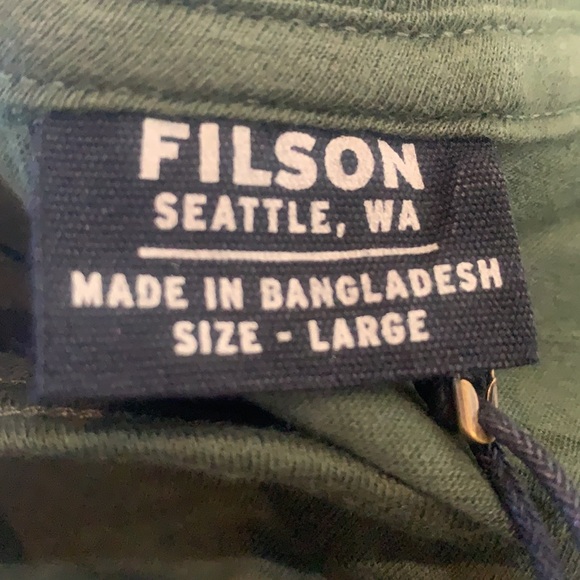 FILSON
SEATTLE, WA
MADE IN BANGLADESH
SIZE - LARGE